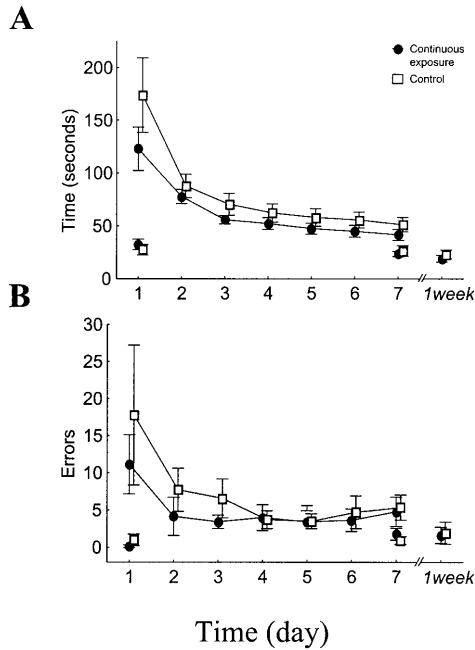 A
Continuous
exposure
Control
Time (seconds)
200
150
100
50
0
1 2 3 4 5 6 7 // 1week
B
Errors
30
25
20
15
10
5
0
1 2 3 4 5 6 7 // 1week
Time (day)